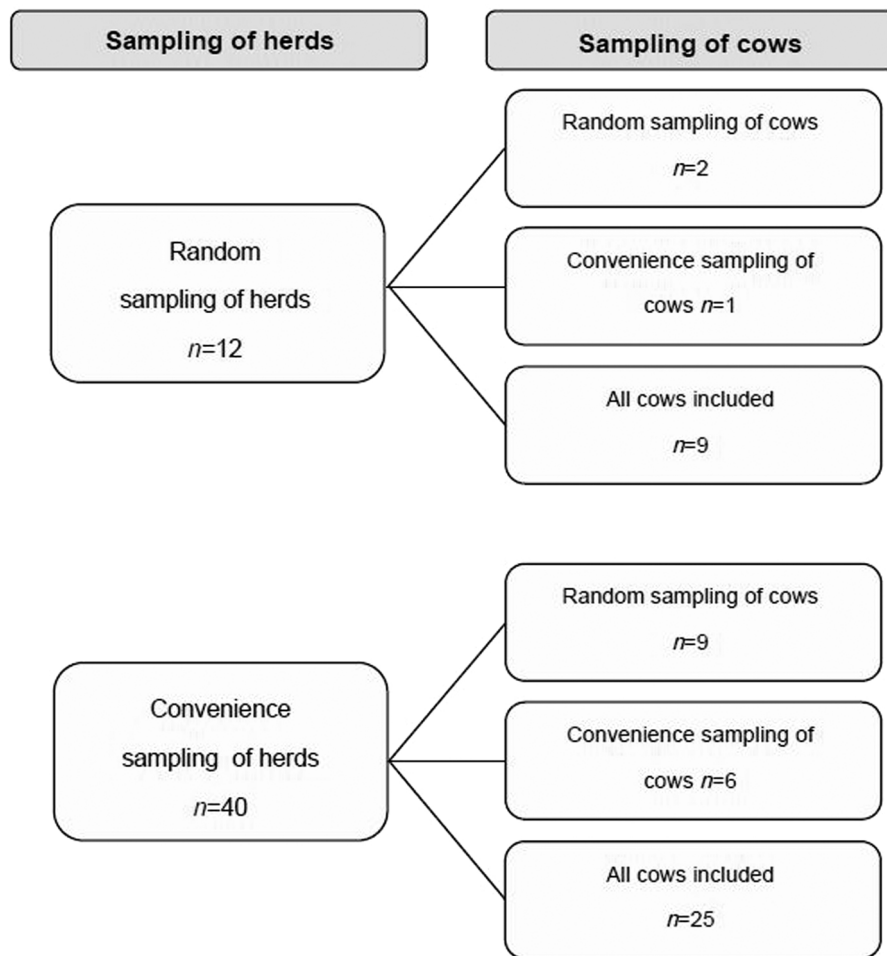 Sampling of herds
Sampling of cows
Random
sampling of herds
n=12
Random sampling of cows
n=2
Convenience sampling of
cows n=1
All cows included
n=9
Convenience
sampling of herds
n=40
Random sampling of cows
n=9
Convenience sampling of
cows n=6
All cows included
n=25